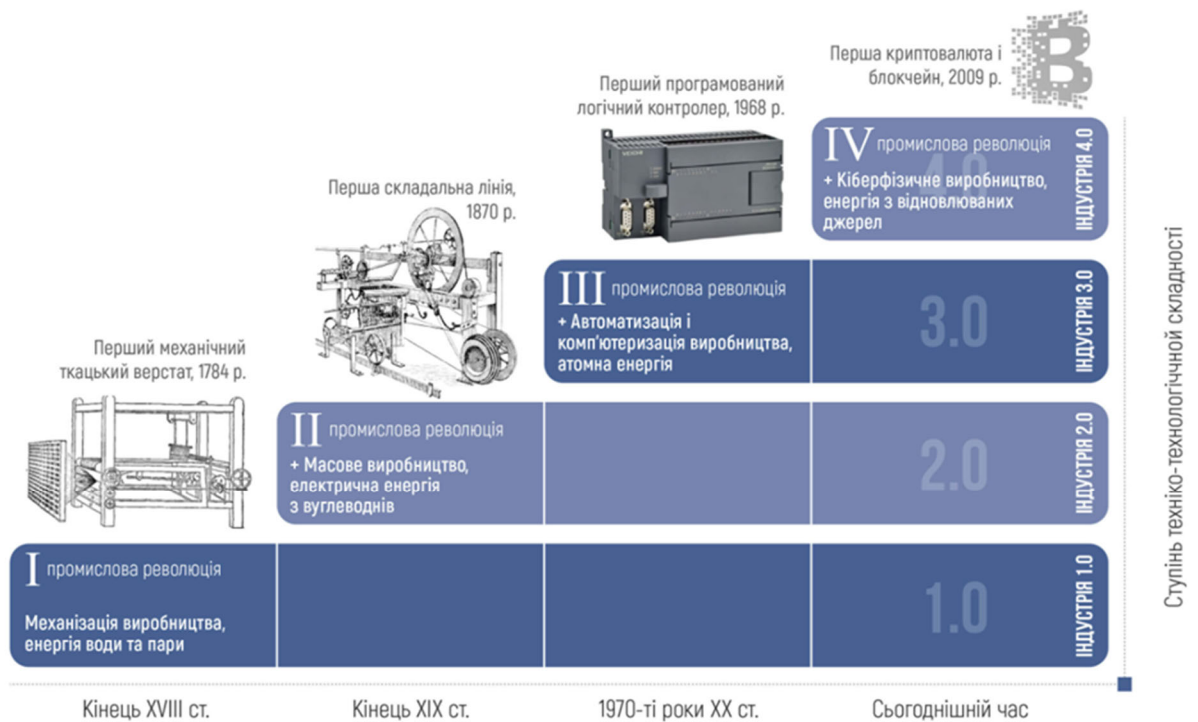 Перша криптовалюта і
блокчейн, 2009 р.
Перший програмований
логічний контролер, 1968 р.
IV промислова революція
+ Кіберфізичне виробництво,
енергія з відновлюваних
джерел
4.0
ІНДУСТРІЯ 4.0
Перша складальна лінія,
1870 р.
III промислова революція
+ Автоматизація і
комп'ютеризація виробництва,
атомна енергія
3.0
ІНДУСТРІЯ 3.0
Перший механічний
ткацький верстат, 1784 р.
II промислова революція
+ Масове виробництво,
електрична енергія
з вуглеводнів
2.0
ІНДУСТРІЯ 2.0
I промислова революція
Механізація виробництва,
енергія води та пари
1.0
ІНДУСТРІЯ 1.0
Ступінь техніко-технологіччной складності
Кінець XVIII ст.
Кінець XIX ст.
1970-ті роки XX ст.
Сьогоднішній час